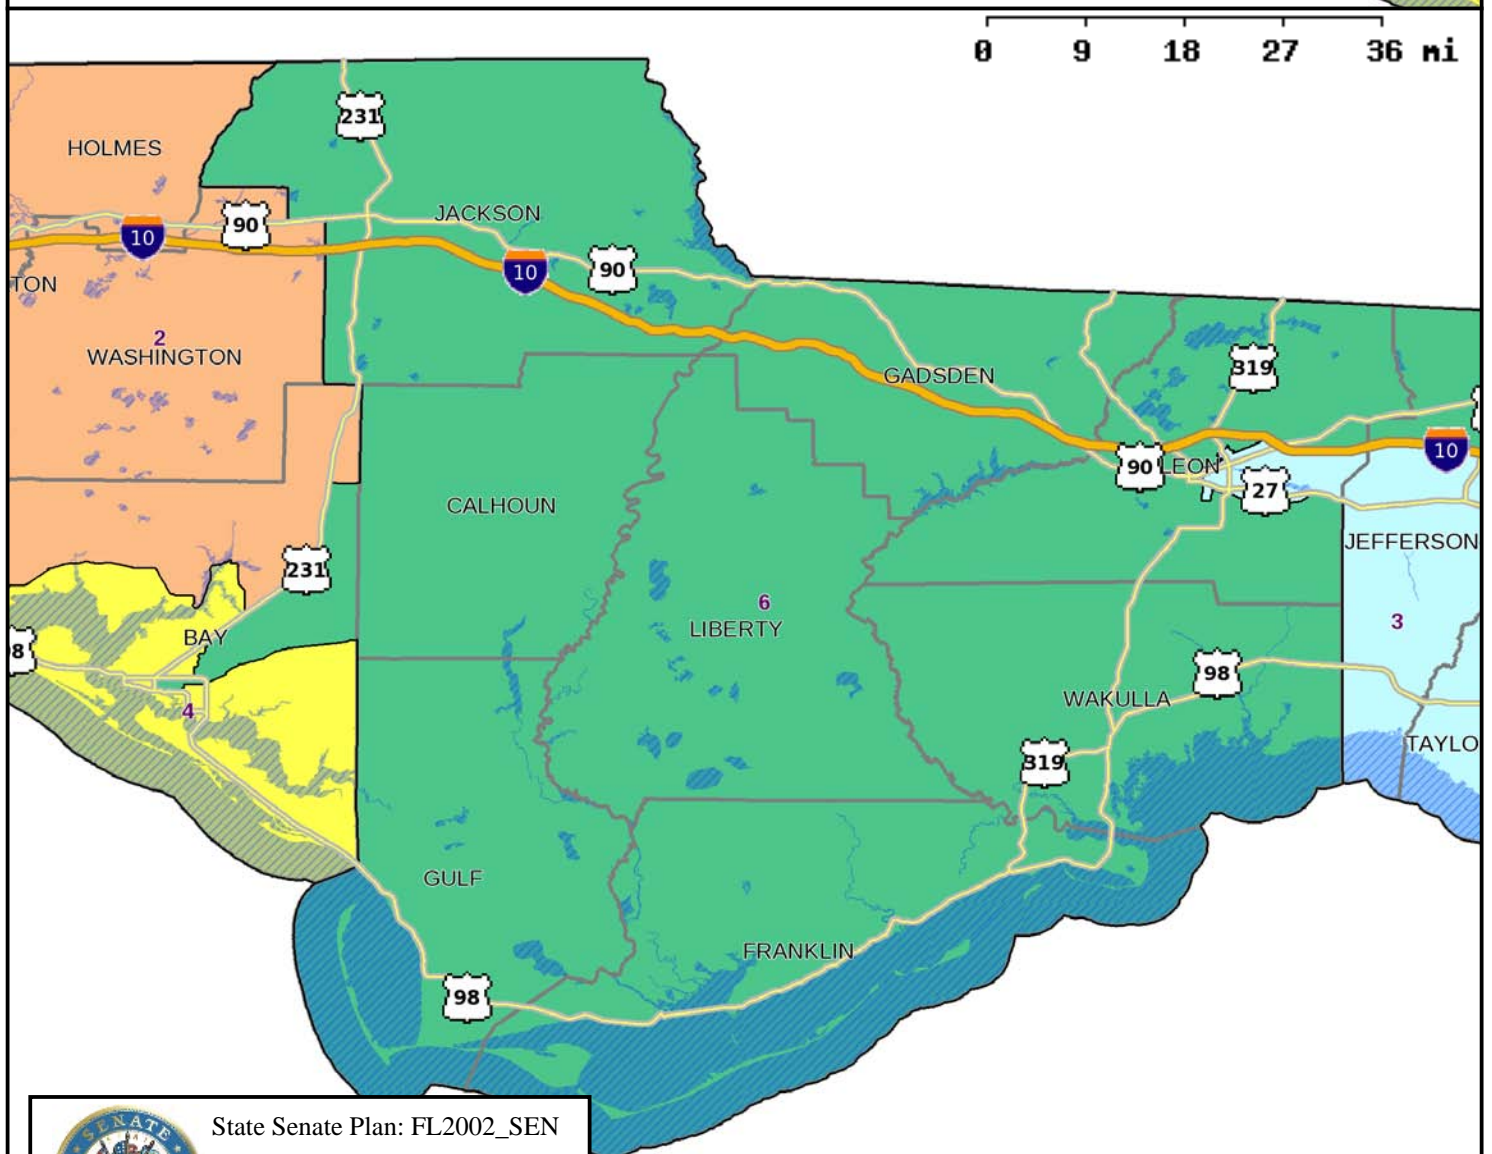 0 9 18 27 36 mi
231
HOLMES
JACKSON
90
10
10
90
TON
2
WASHINGTON
GADSDEN
319
10
90
LEON
27
CALHOUN
JEFFERSON
231
6
LIBERTY
3
BAY
98
WAKULLA
4
TAYLO
319
GULF
FRANKLIN
98
SENATE
State Senate Plan: FL2002_SEN